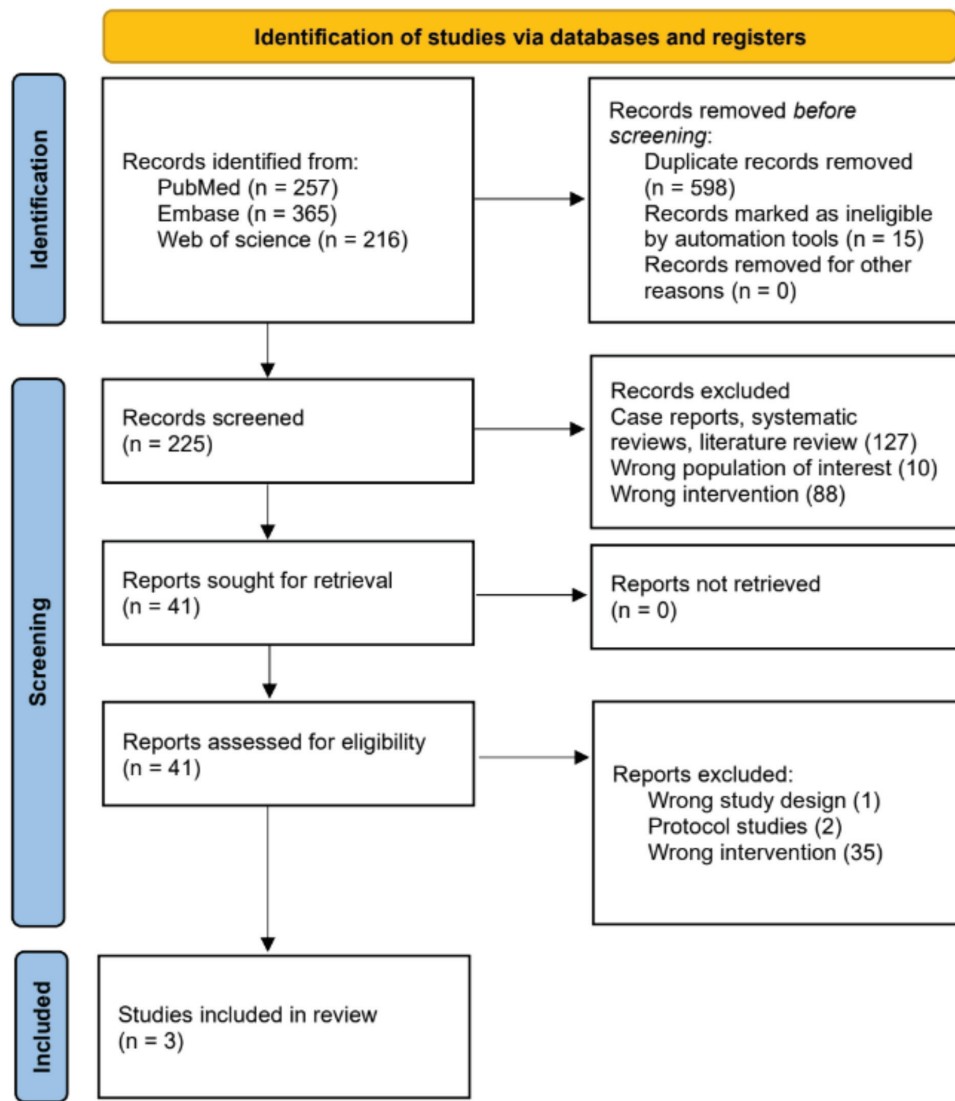 Identification of studies via databases and registers
Identification
Records identified from:
PubMed (n = 257)
Embase (n = 365)
Web of science (n = 216)
Records removed before
screening:
Duplicate records removed
(n = 598)
Records marked as ineligible
by automation tools (n = 15)
Records removed for other
reasons (n = 0)
Screening
Records screened
(n = 225)
Records excluded
Case reports, systematic
reviews, literature review (127)
Wrong population of interest (10)
Wrong intervention (88)
Reports sought for retrieval
(n = 41)
Reports not retrieved
(n = 0)
Reports assessed for eligibility
(n = 41)
Reports excluded:
Wrong study design (1)
Protocol studies (2)
Wrong intervention (35)
Included
Studies included in review
(n = 3)